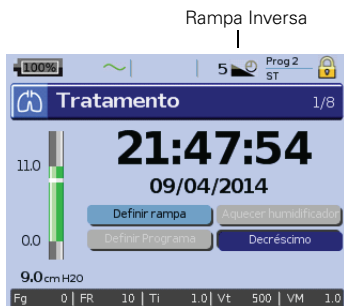 Rampa Inversa
100% 5 Prog 2
ST
Tratamento 1/8
11.0
21:47:54
09/04/2014
Definir rampa Aquecer humidificador
0.0 Definir Programa Decréscimo
9.0 cm H2O
Fg 0 | FR 10 | Ti 1.0 | Vt 500 | VM 1.0